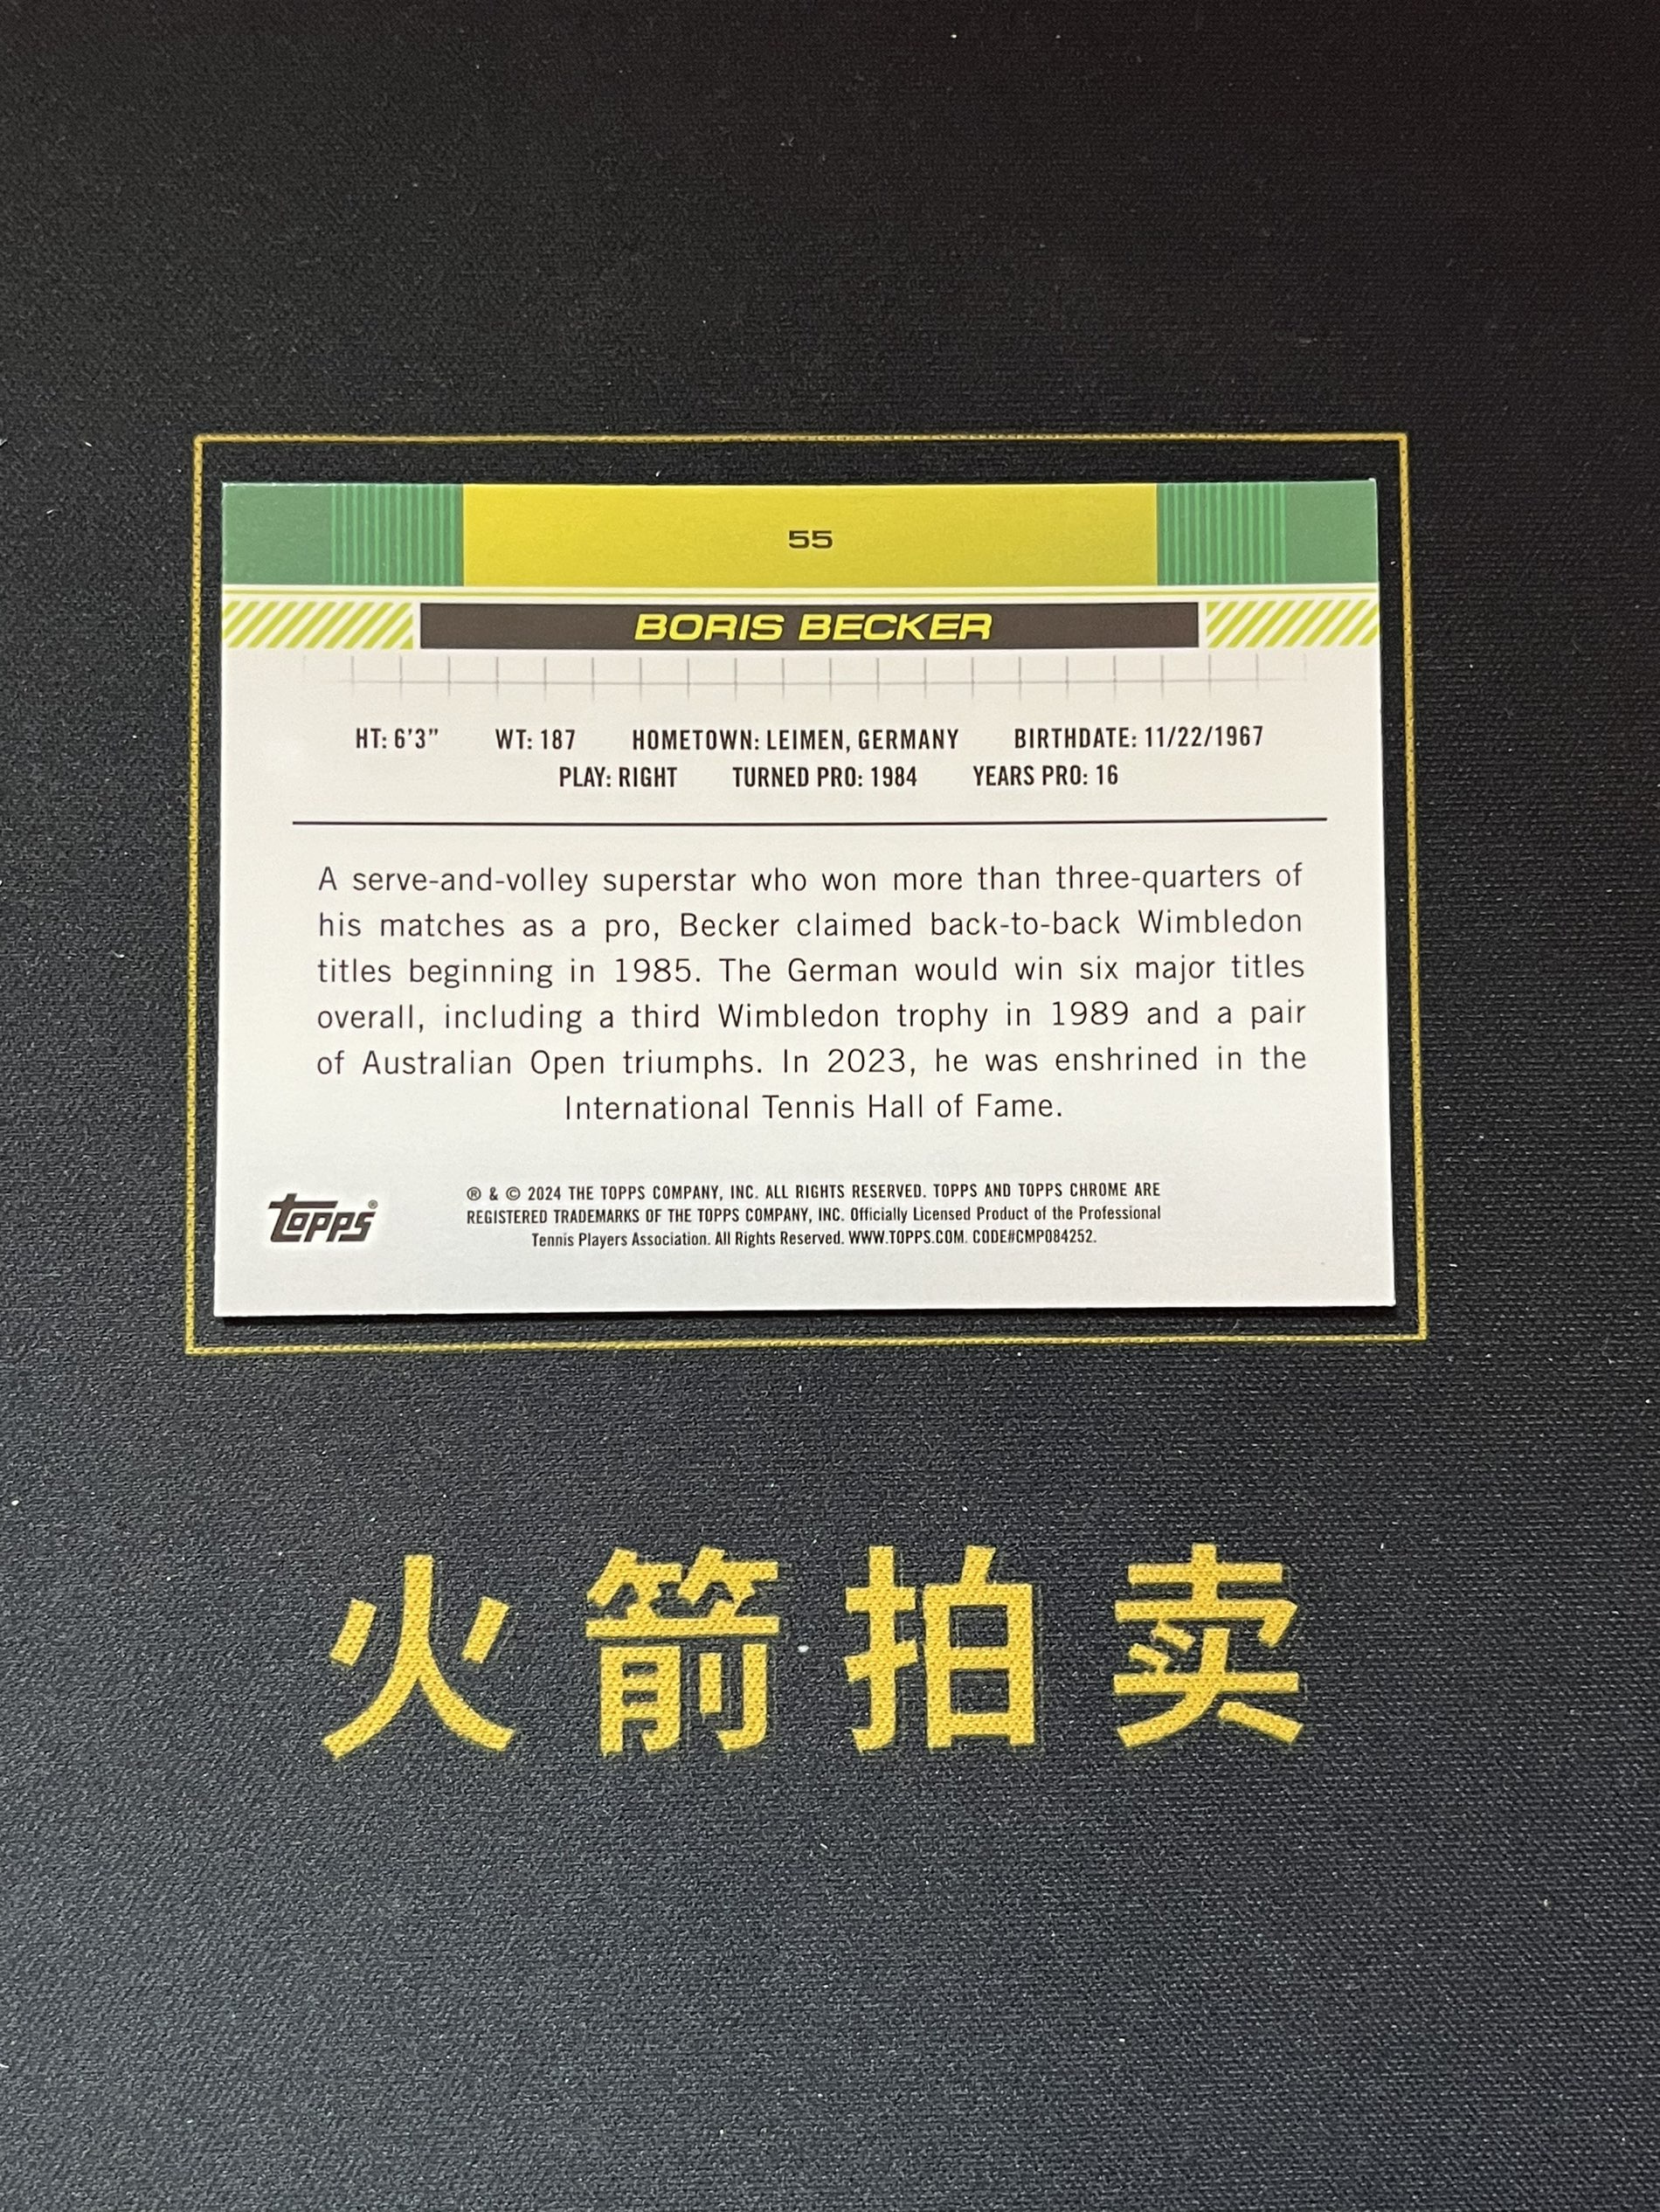 55
BORIS BECKER
HT: 6'3" WT: 187 HOMETOWN: LEIMEN, GERMANY BIRTHDATE: 11/22/1967
PLAY: RIGHT TURNED PRO: 1984 YEARS PRO: 16
A serve-and-volley superstar who won more than three-quarters of
his matches as a pro, Becker claimed back-to-back Wimbledon
titles beginning in 1985. The German would win six major titles
overall, including a third Wimbledon trophy in 1989 and a pair
of Australian Open triumphs. In 2023, he was enshrined in the
International Tennis Hall of Fame.
topps®
® & © 2024 THE TOPPS COMPANY, INC. ALL RIGHTS RESERVED. TOPPS AND TOPPS CHROME ARE
REGISTERED TRADEMARKS OF THE TOPPS COMPANY, INC. Officially Licensed Product of the Professional
Tennis Players Association. All Rights Reserved. WWW.TOPPS.COM. CODE#CMP084252.
火箭拍卖